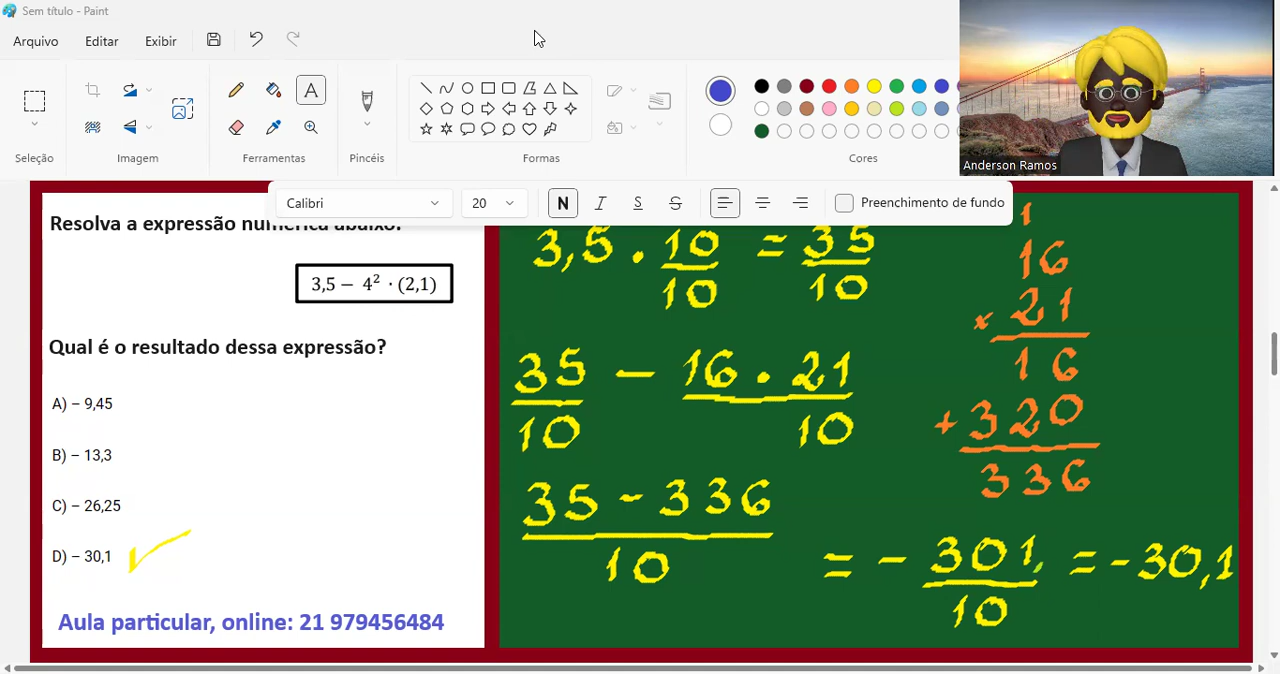 Sem título - Paint
Arquivo Editar Exibir
Seleção Imagem Ferramentas Pincéis Formas Cores
Anderson Ramos
Calibri 20 N I S S Preenchimento de fundo
Resolva a expressão numérica abaixo.
3,5 − 4² · (2,1)
Qual é o resultado dessa expressão?
A) – 9,45
B) – 13,3
C) – 26,25
D) – 30,1
Aula particular, online: 21 979456484
3,5 . 10/10 = 35/10
35/10 − 16 . 21/10
35 - 336/10 = - 301,/10 = -30,1
1
16
× 21
16
+ 320
336